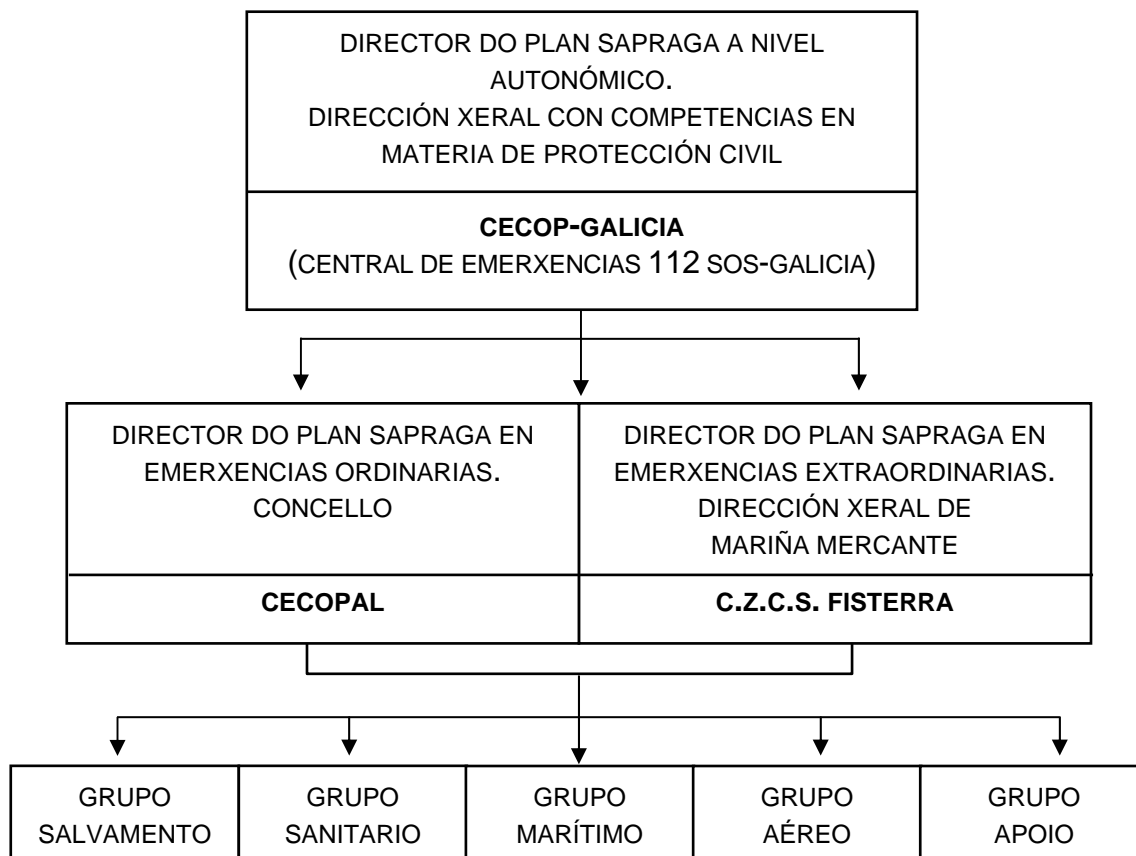 DIRECTOR DO PLAN SAPRAGA A NIVEL
AUTONÓMICO.
DIRECCIÓN XERAL CON COMPETENCIAS EN
MATERIA DE PROTECCIÓN CIVIL
CECOP-GALICIA
(CENTRAL DE EMERXENCIAS 112 SOS-GALICIA)
DIRECTOR DO PLAN SAPRAGA EN
EMERXENCIAS ORDINARIAS.
CONCELLO
CECOPAL
DIRECTOR DO PLAN SAPRAGA EN
EMERXENCIAS EXTRAORDINARIAS.
DIRECCIÓN XERAL DE
MARIÑA MERCANTE
C.Z.C.S. FISTERRA
GRUPO
SALVAMENTO
GRUPO
SANITARIO
GRUPO
MARÍTIMO
GRUPO
AÉREO
GRUPO
APOIO